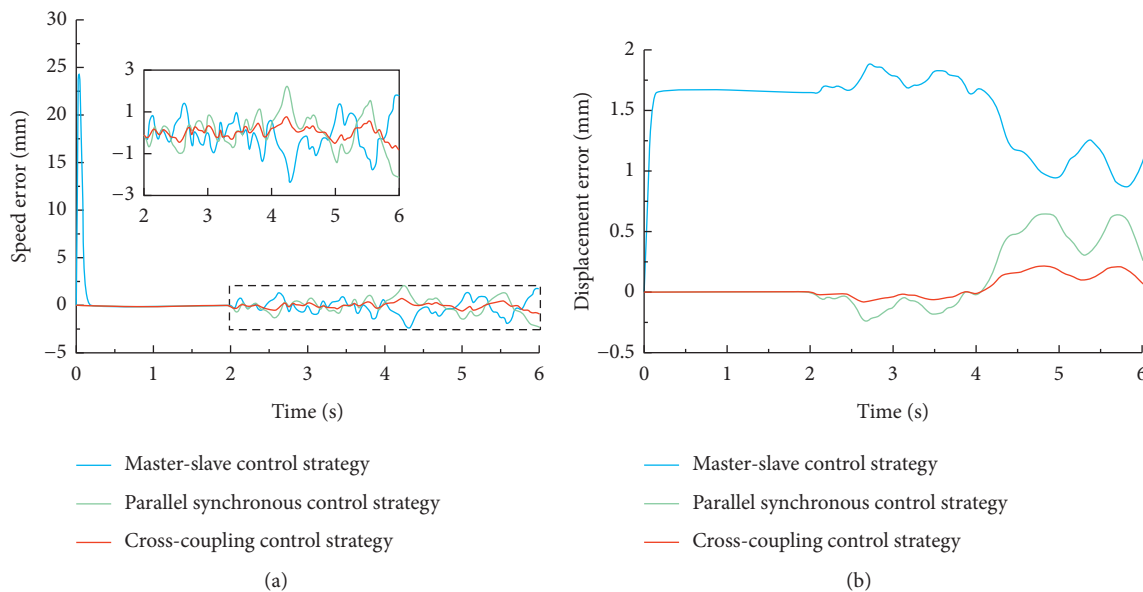 30
25
20
15
10
5
0
−5
Speed error (mm)
3
1
−1
−3
2 3 4 5 6
0 1 2 3 4 5 6
Time (s)
Master-slave control strategy
Parallel synchronous control strategy
Cross-coupling control strategy
(a)
2
1.5
1
0.5
0
−0.5
Displacement error (mm)
0 1 2 3 4 5 6
Time (s)
Master-slave control strategy
Parallel synchronous control strategy
Cross-coupling control strategy
(b)